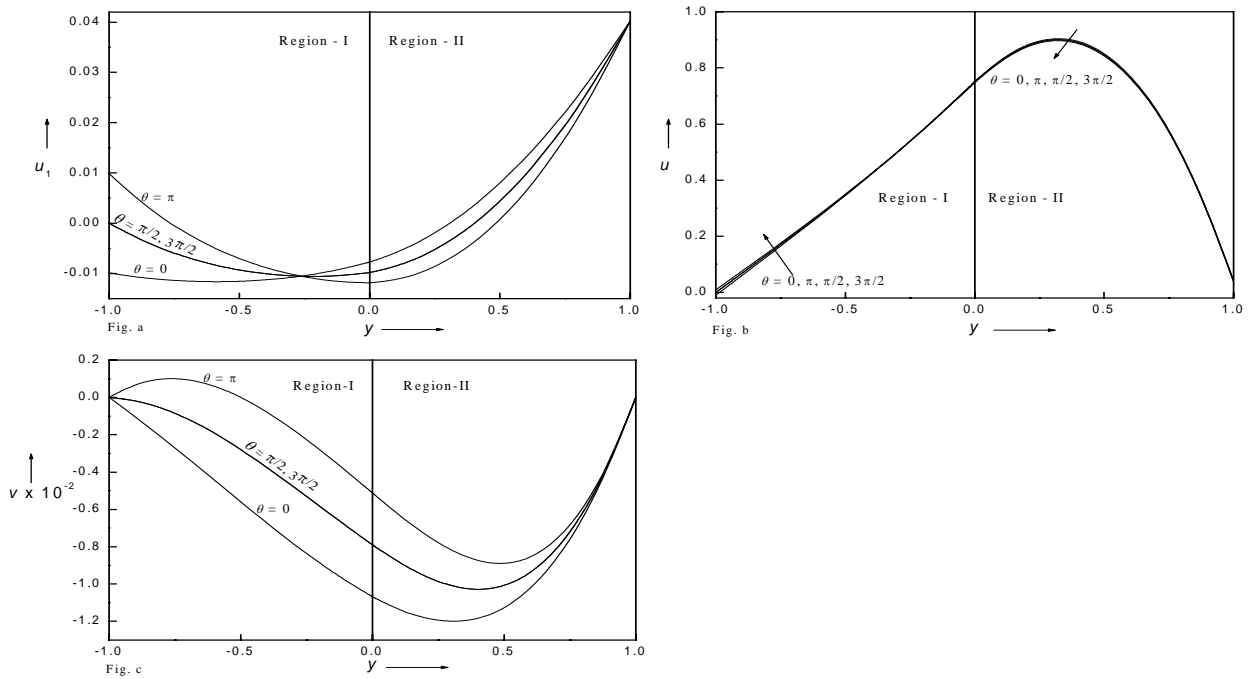 0.04
0.03
0.02
0.01
0.00
-0.01
u₁
Region - I
Region - II
θ = π
θ = π/2, 3π/2
θ = 0
-1.0
-0.5
0.0
0.5
1.0
y
Fig. a
1.0
0.8
0.6
0.4
0.2
0.0
u
θ = 0, π, π/2, 3π/2
Region - I
Region - II
θ = 0, π, π/2, 3π/2
-1.0
-0.5
0.0
0.5
1.0
y
Fig. b
0.2
0.0
-0.2
-0.4
-0.6
-0.8
-1.0
-1.2
v x 10⁻²
θ = π
Region-I
Region-II
θ = π/2, 3π/2
θ = 0
-1.0
-0.5
0.0
0.5
1.0
y
Fig. c